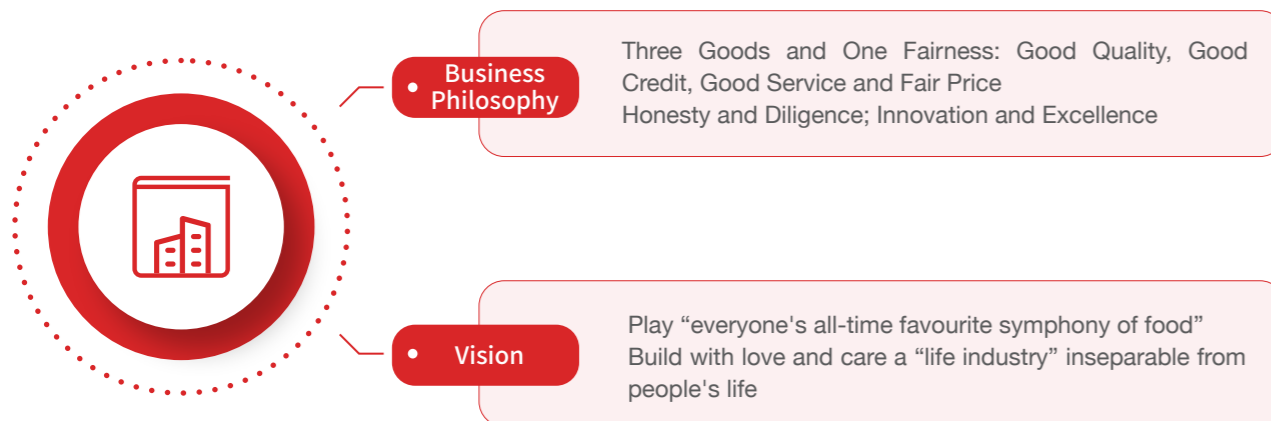 Business
Philosophy
Three Goods and One Fairness: Good Quality, Good
Credit, Good Service and Fair Price
Honesty and Diligence; Innovation and Excellence
Vision
Play “everyone's all-time favourite symphony of food”
Build with love and care a “life industry” inseparable from
people's life